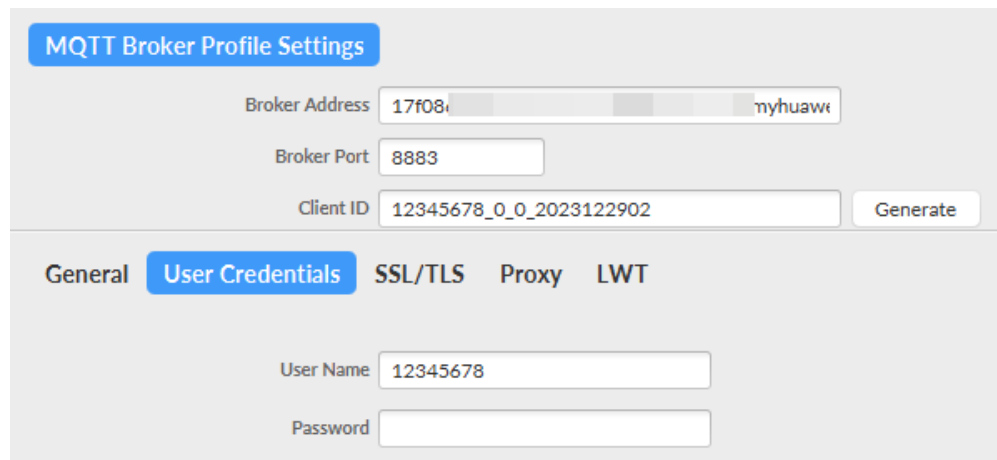 MQTT Broker Profile Settings
Broker Address 17f08 myhuawe
Broker Port 8883
Client ID 12345678_0_0_2023122902 Generate
General User Credentials SSL/TLS Proxy LWT
User Name 12345678
Password